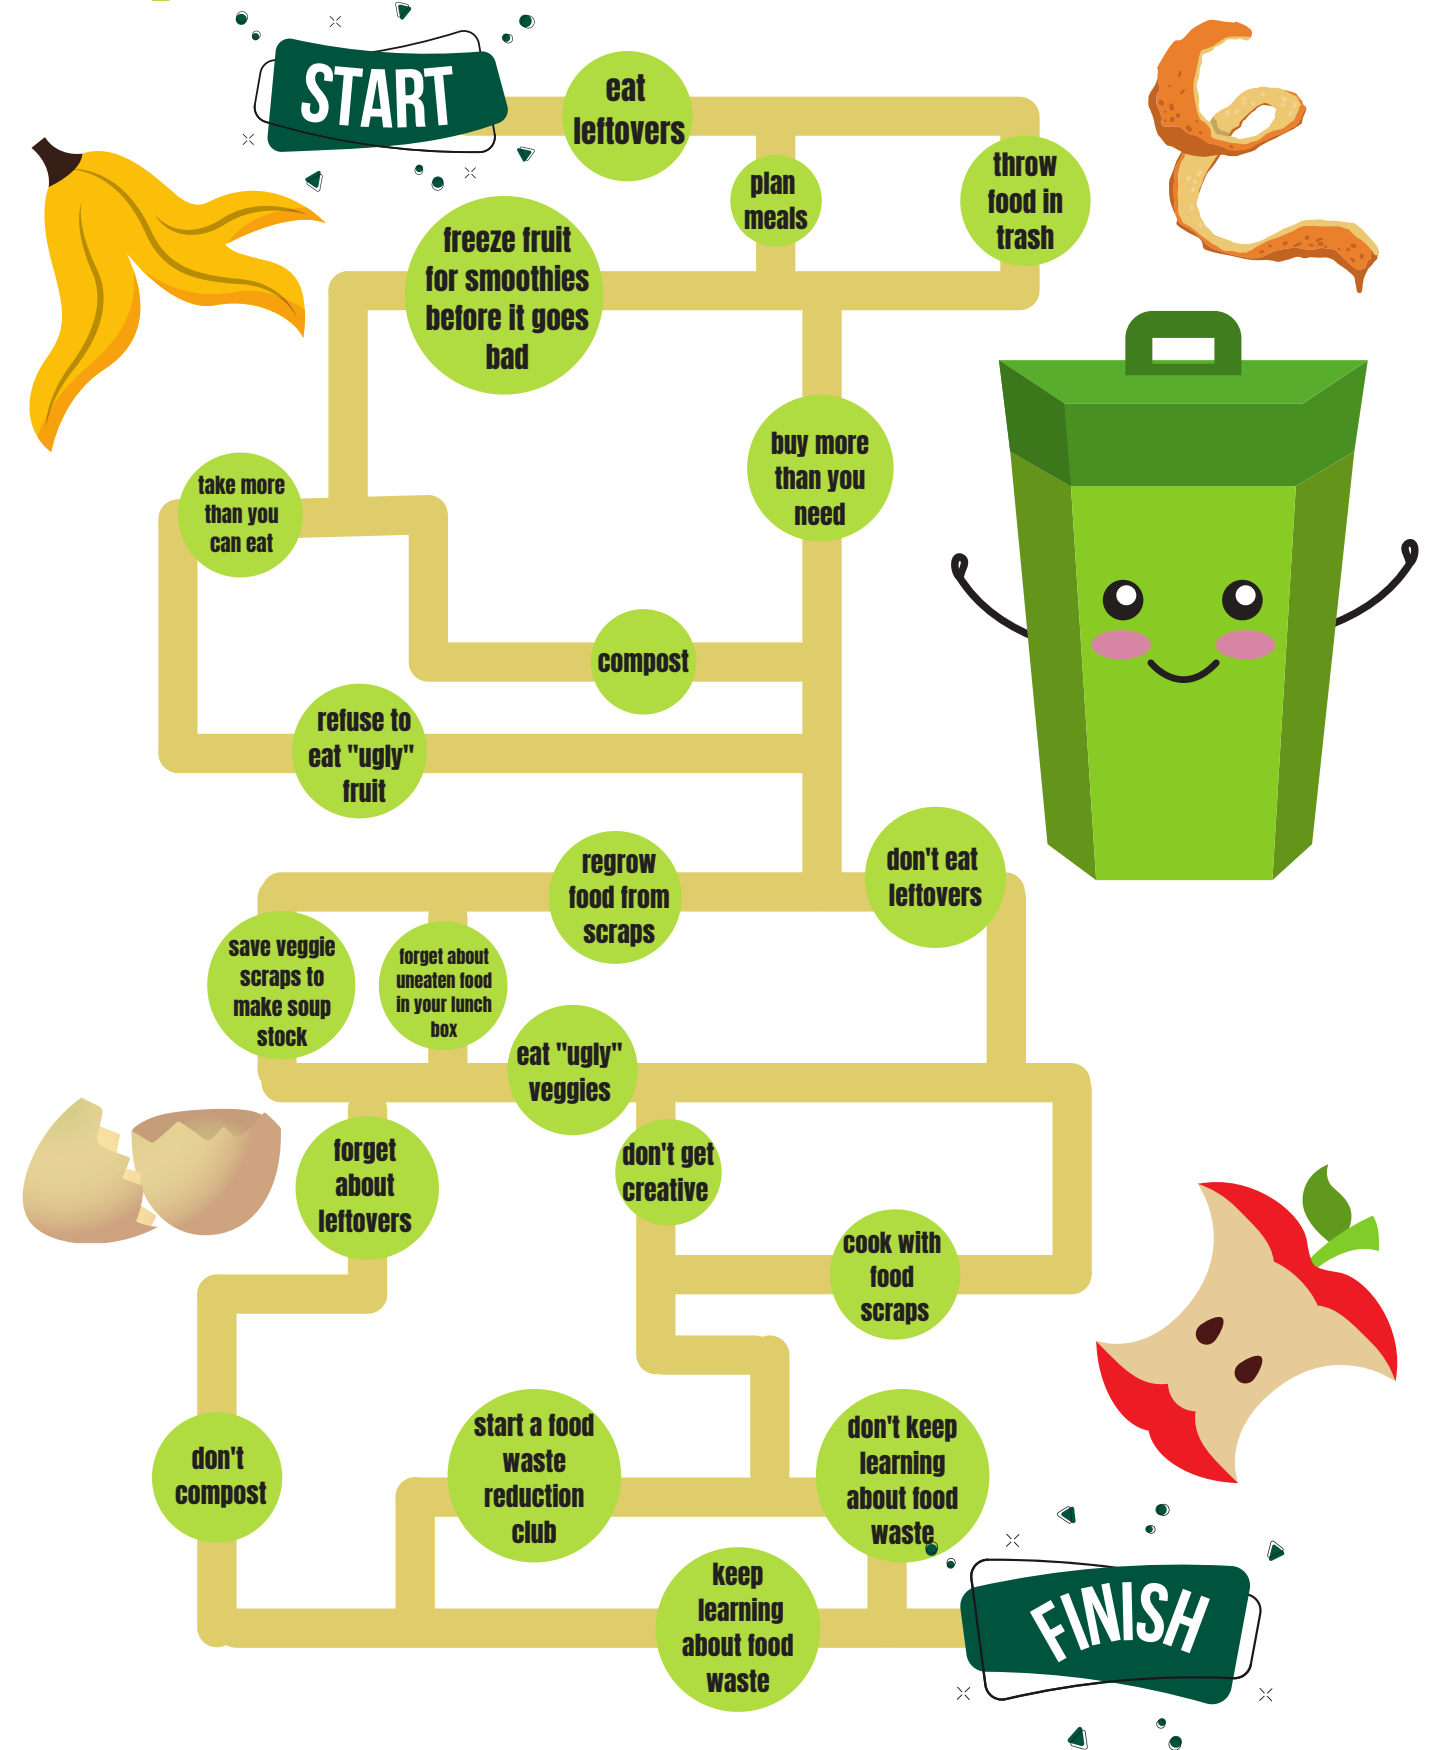 START
eat
leftovers
plan
meals
throw
food in
trash
freeze fruit
for smoothies
before it goes
bad
buy more
than you
need
take more
than you
can eat
compost
refuse to
eat "ugly"
fruit
regrow
food from
scraps
don't eat
leftovers
save veggie
scraps to
make soup
stock
forget about
uneaten food
in your lunch
box
eat "ugly"
veggies
forget
about
leftovers
don't get
creative
cook with
food
scraps
don't
compost
start a food
waste
reduction
club
don't keep
learning
about food
waste
keep
learning
about food
waste
FINISH